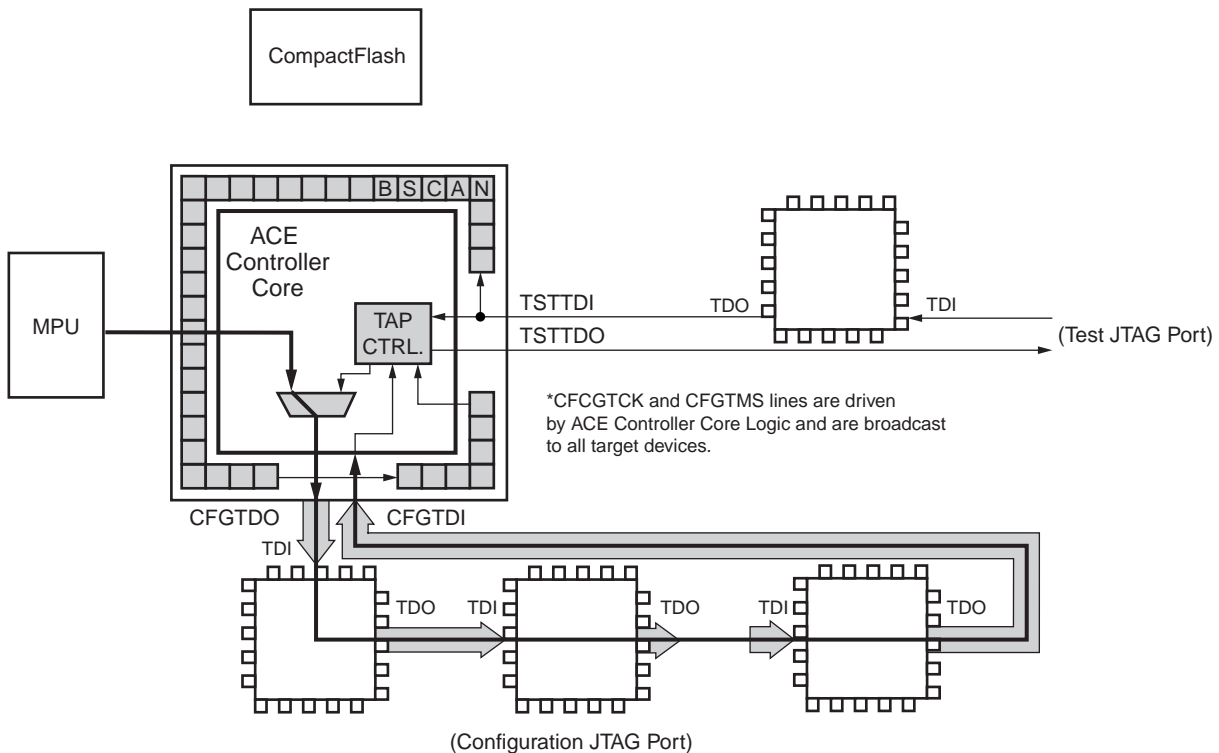 CompactFlash
B S C A N
ACE
Controller
Core
MPU
TAP
CTRL.
TSTTDI
TDO
TDI
TSTTDO
(Test JTAG Port)
*CFCGTCK and CFGTMS lines are driven
by ACE Controller Core Logic and are broadcast
to all target devices.
CFGTDO
CFGTDI
TDI
TDO
TDI
TDO
TDI
TDO
(Configuration JTAG Port)